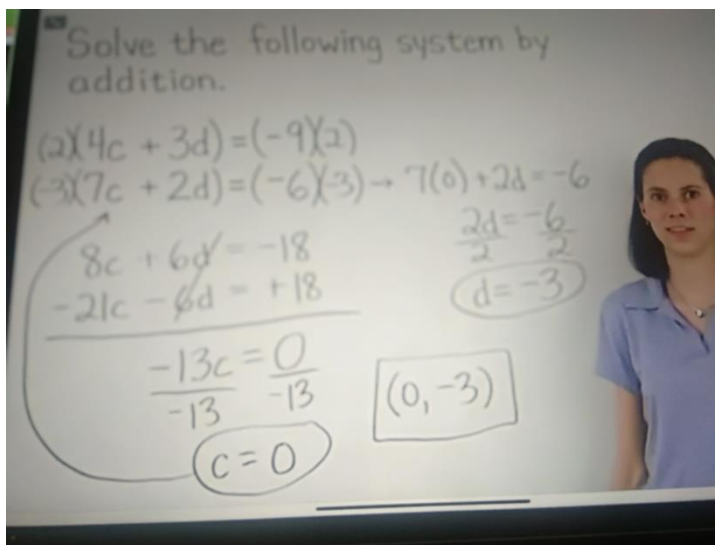 Solve the following system by
addition.
(2)(4c + 3d) = (-9)(2)
(-3)(7c + 2d) = (-6)(-3) → 7(0) + 2d = -6
2d = -6
2 2
d = -3
8c + 6d = -18
-21c - 6d = +18
-13c = 0
-13 -13
c = 0
(0, -3)